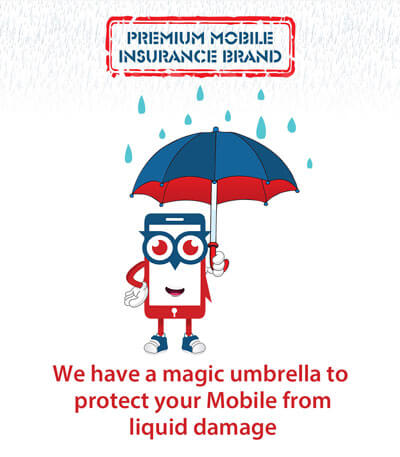 PREMIUM MOBILE
INSURANCE BRAND
We have a magic umbrella to
protect your Mobile from
liquid damage